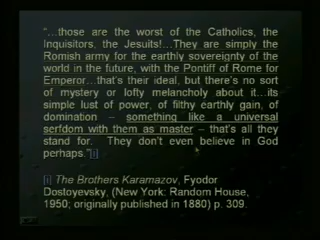 "...those are the worst of the Catholics, the
Inquisitors, the Jesuits!...They are simply the
Romish army for the earthly sovereignty of the
world in the future, with the Pontiff of Rome for
Emperor...that's their ideal, but there's no sort
of mystery or lofty melancholy about it...its
simple lust of power, of filthy earthly gain, of
domination – something like a universal
serfdom with them as master – that's all they
stand for.  They don't even believe in God
perhaps."[i]
[i] The Brothers Karamazov, Fyodor
Dostoyevsky, (New York: Random House,
1950; originally published in 1880) p. 309.